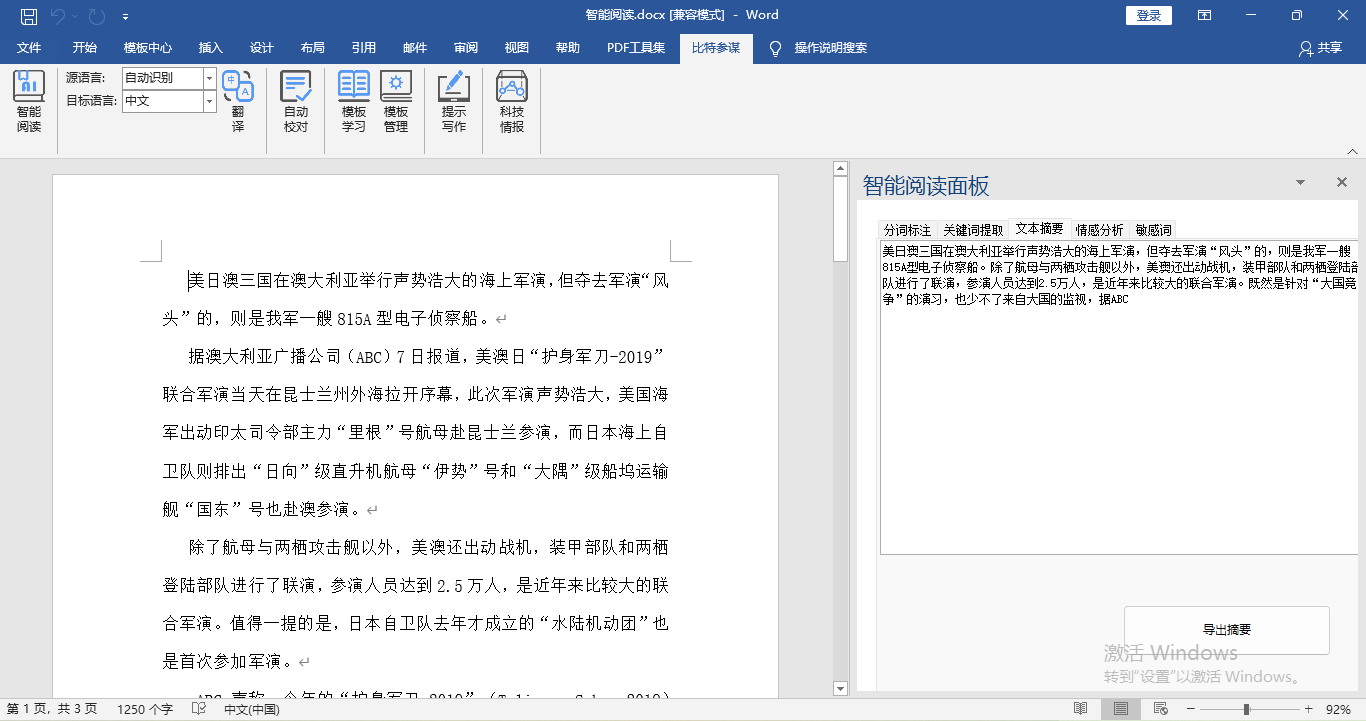 智能阅读.docx [兼容模式] - Word
登录
文件 开始 模板中心 插入 设计 布局 引用 邮件 审阅 视图 帮助 PDF工具集 比特参谋 操作说明搜索 共享
智能阅读
源语言: 自动识别
目标语言: 中文
翻译
自动校对
模板学习
模板管理
提示写作
科技情报
美日澳三国在澳大利亚举行声势浩大的海上军演，但夺去军演“风
头”的，则是我军一艘 815A 型电子侦察船。
据澳大利亚广播公司（ABC）7 日报道，美澳日“护身军刀-2019”
联合军演当天在昆士兰州外海拉开序幕，此次军演声势浩大，美国海
军出动印太司令部主力“里根”号航母赴昆士兰参演，而日本海上自
卫队则排出“日向”级直升机航母“伊势”号和“大隅”级船坞运输
舰“国东”号也赴澳参演。
除了航母与两栖攻击舰以外，美澳还出动战机，装甲部队和两栖
登陆部队进行了联演，参演人员达到 2.5 万人，是近年来比较大的联
合军演。值得一提的是，日本自卫队去年才成立的“水陆机动团”也
是首次参加军演。
智能阅读面板
分词标注 关键词提取 文本摘要 情感分析 敏感词
美日澳三国在澳大利亚举行声势浩大的海上军演，但夺去军演“风头”的，则是我军一艘
815A型电子侦察船。除了航母与两栖攻击舰以外，美澳还出动战机，装甲部队和两栖登陆部
队进行了联演，参演人员达到2.5万人，是近年来比较大的联合军演。既然是针对“大国竞
争”的演习，也少不了来自大国的监视，据ABC
导出摘要
激活 Windows
转到“设置”以激活 Windows。
第 1 页，共 3 页 1250 个字 中文(中国) 92%